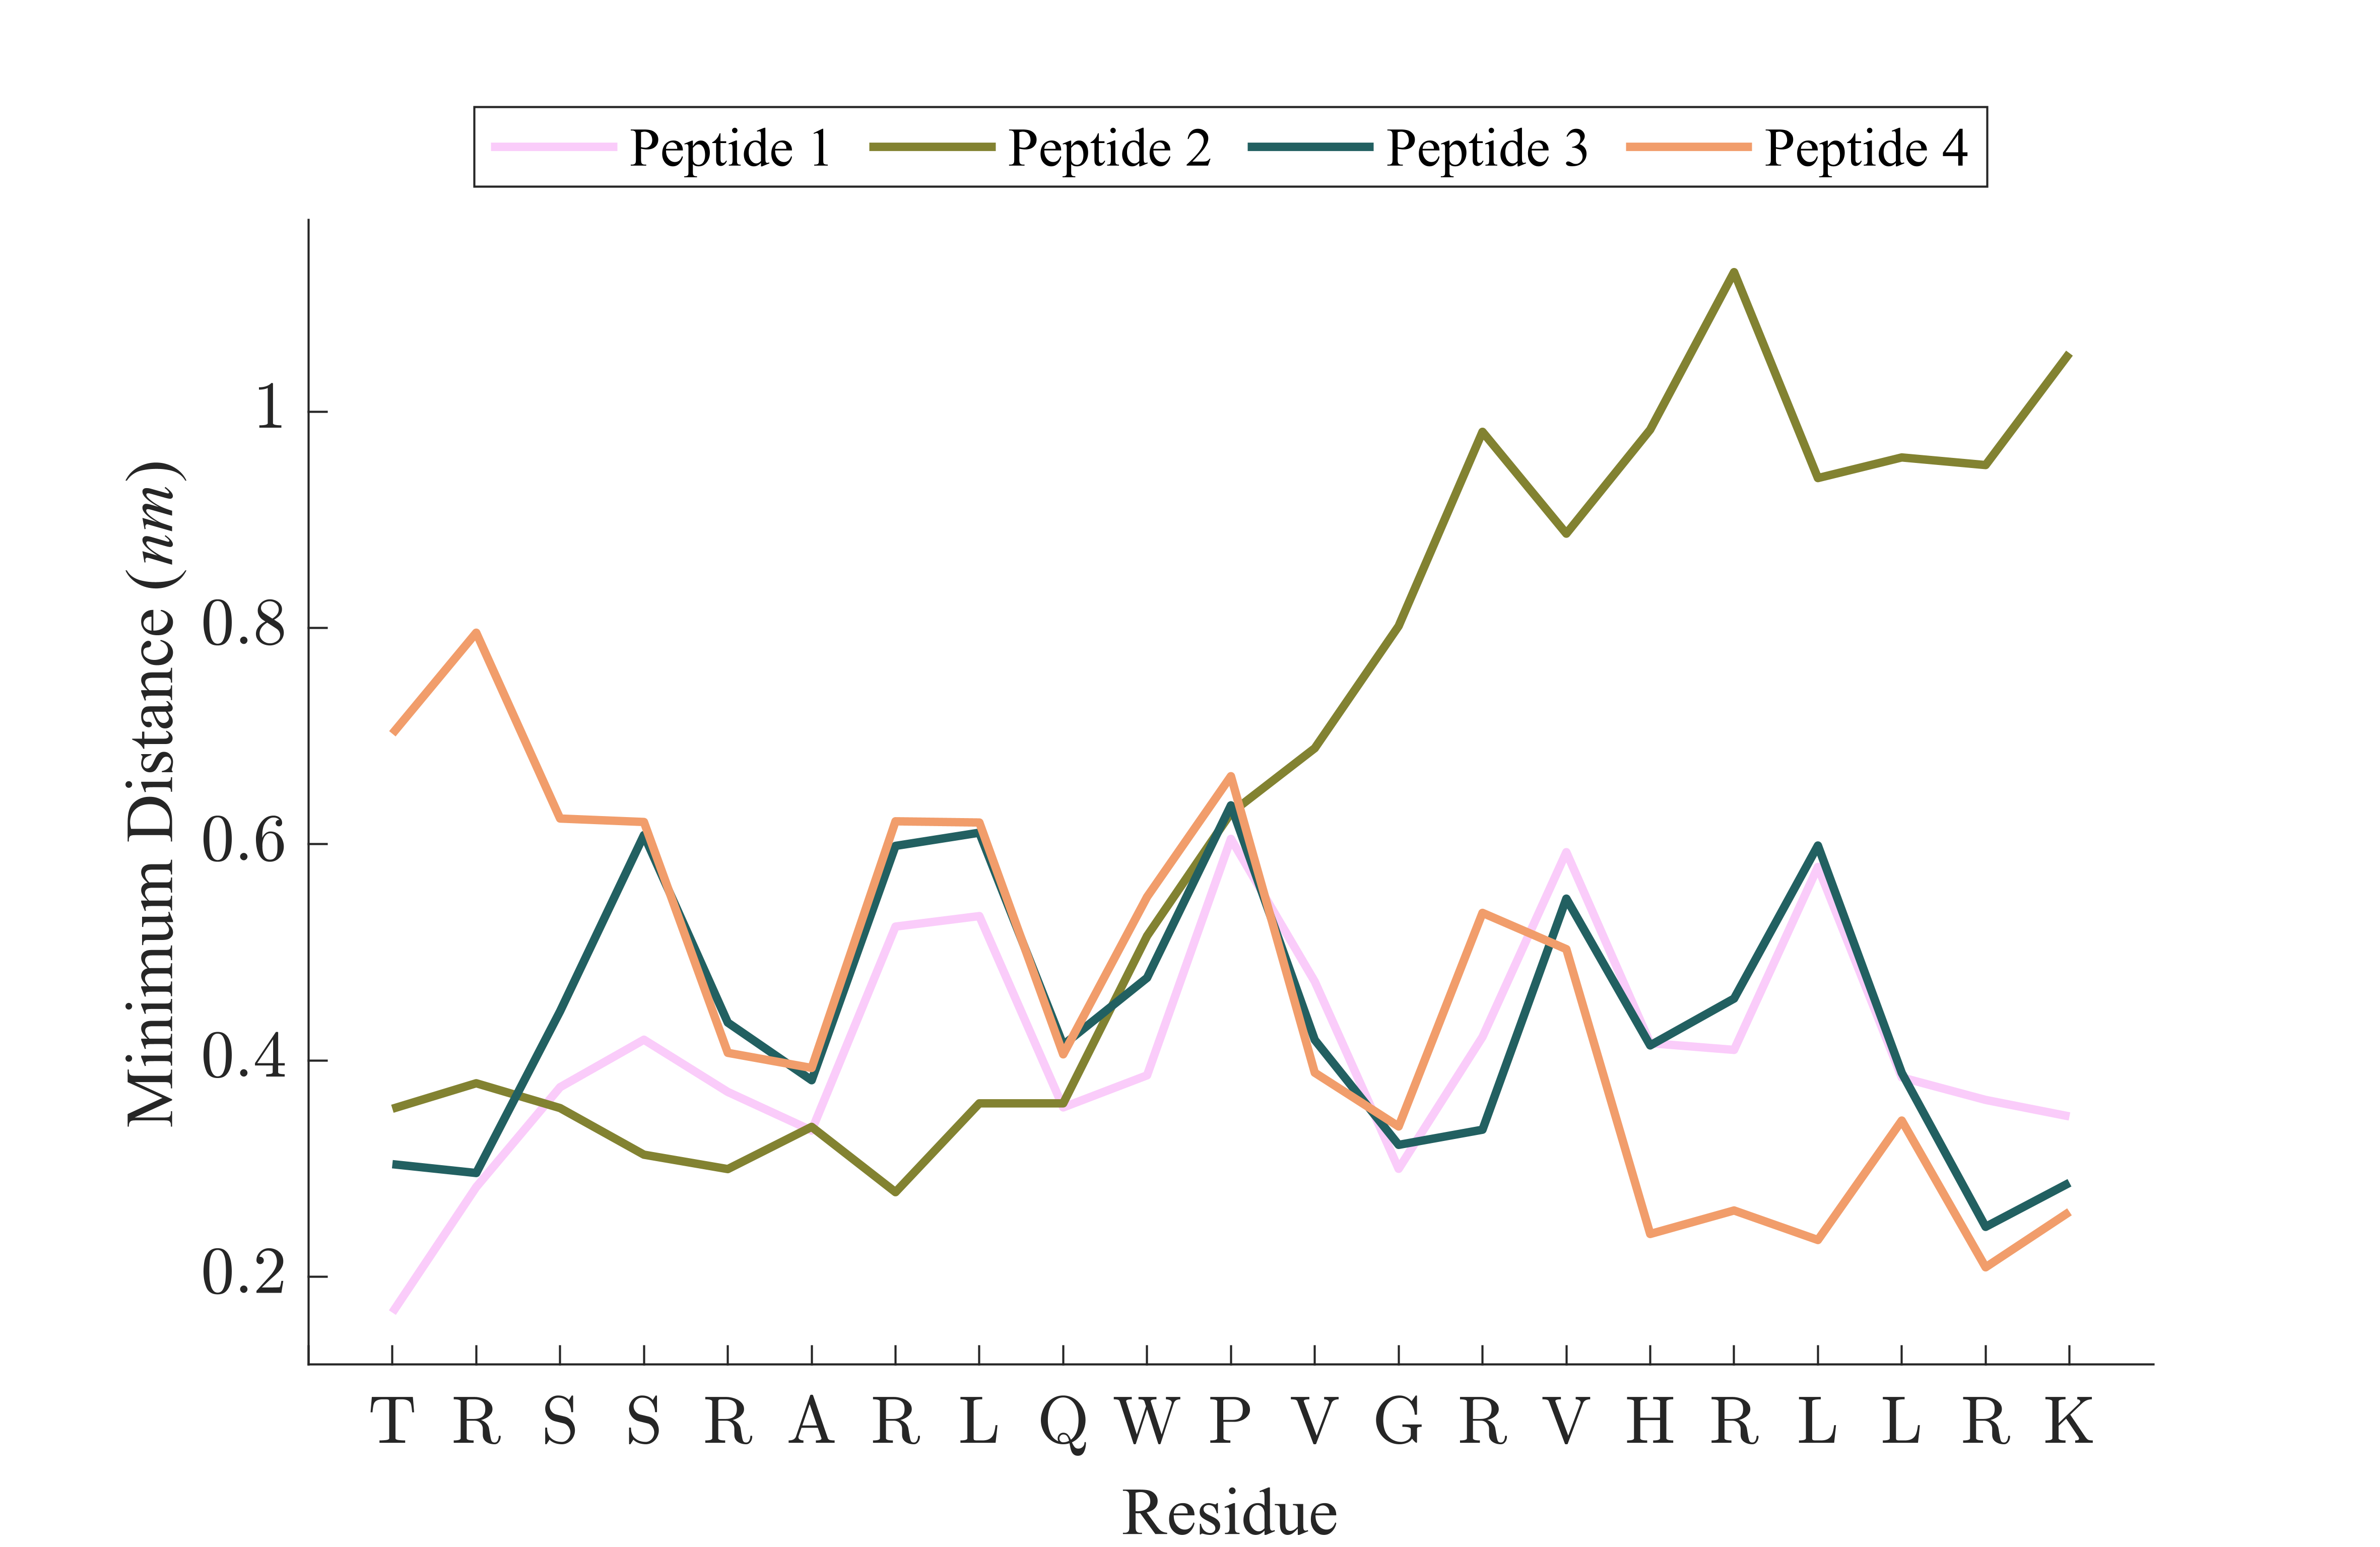 Peptide 1 Peptide 2 Peptide 3 Peptide 4
Minimum Distance (nm)
1
0.8
0.6
0.4
0.2
T R S S R A R L Q W P V G R V H R L L R K
Residue